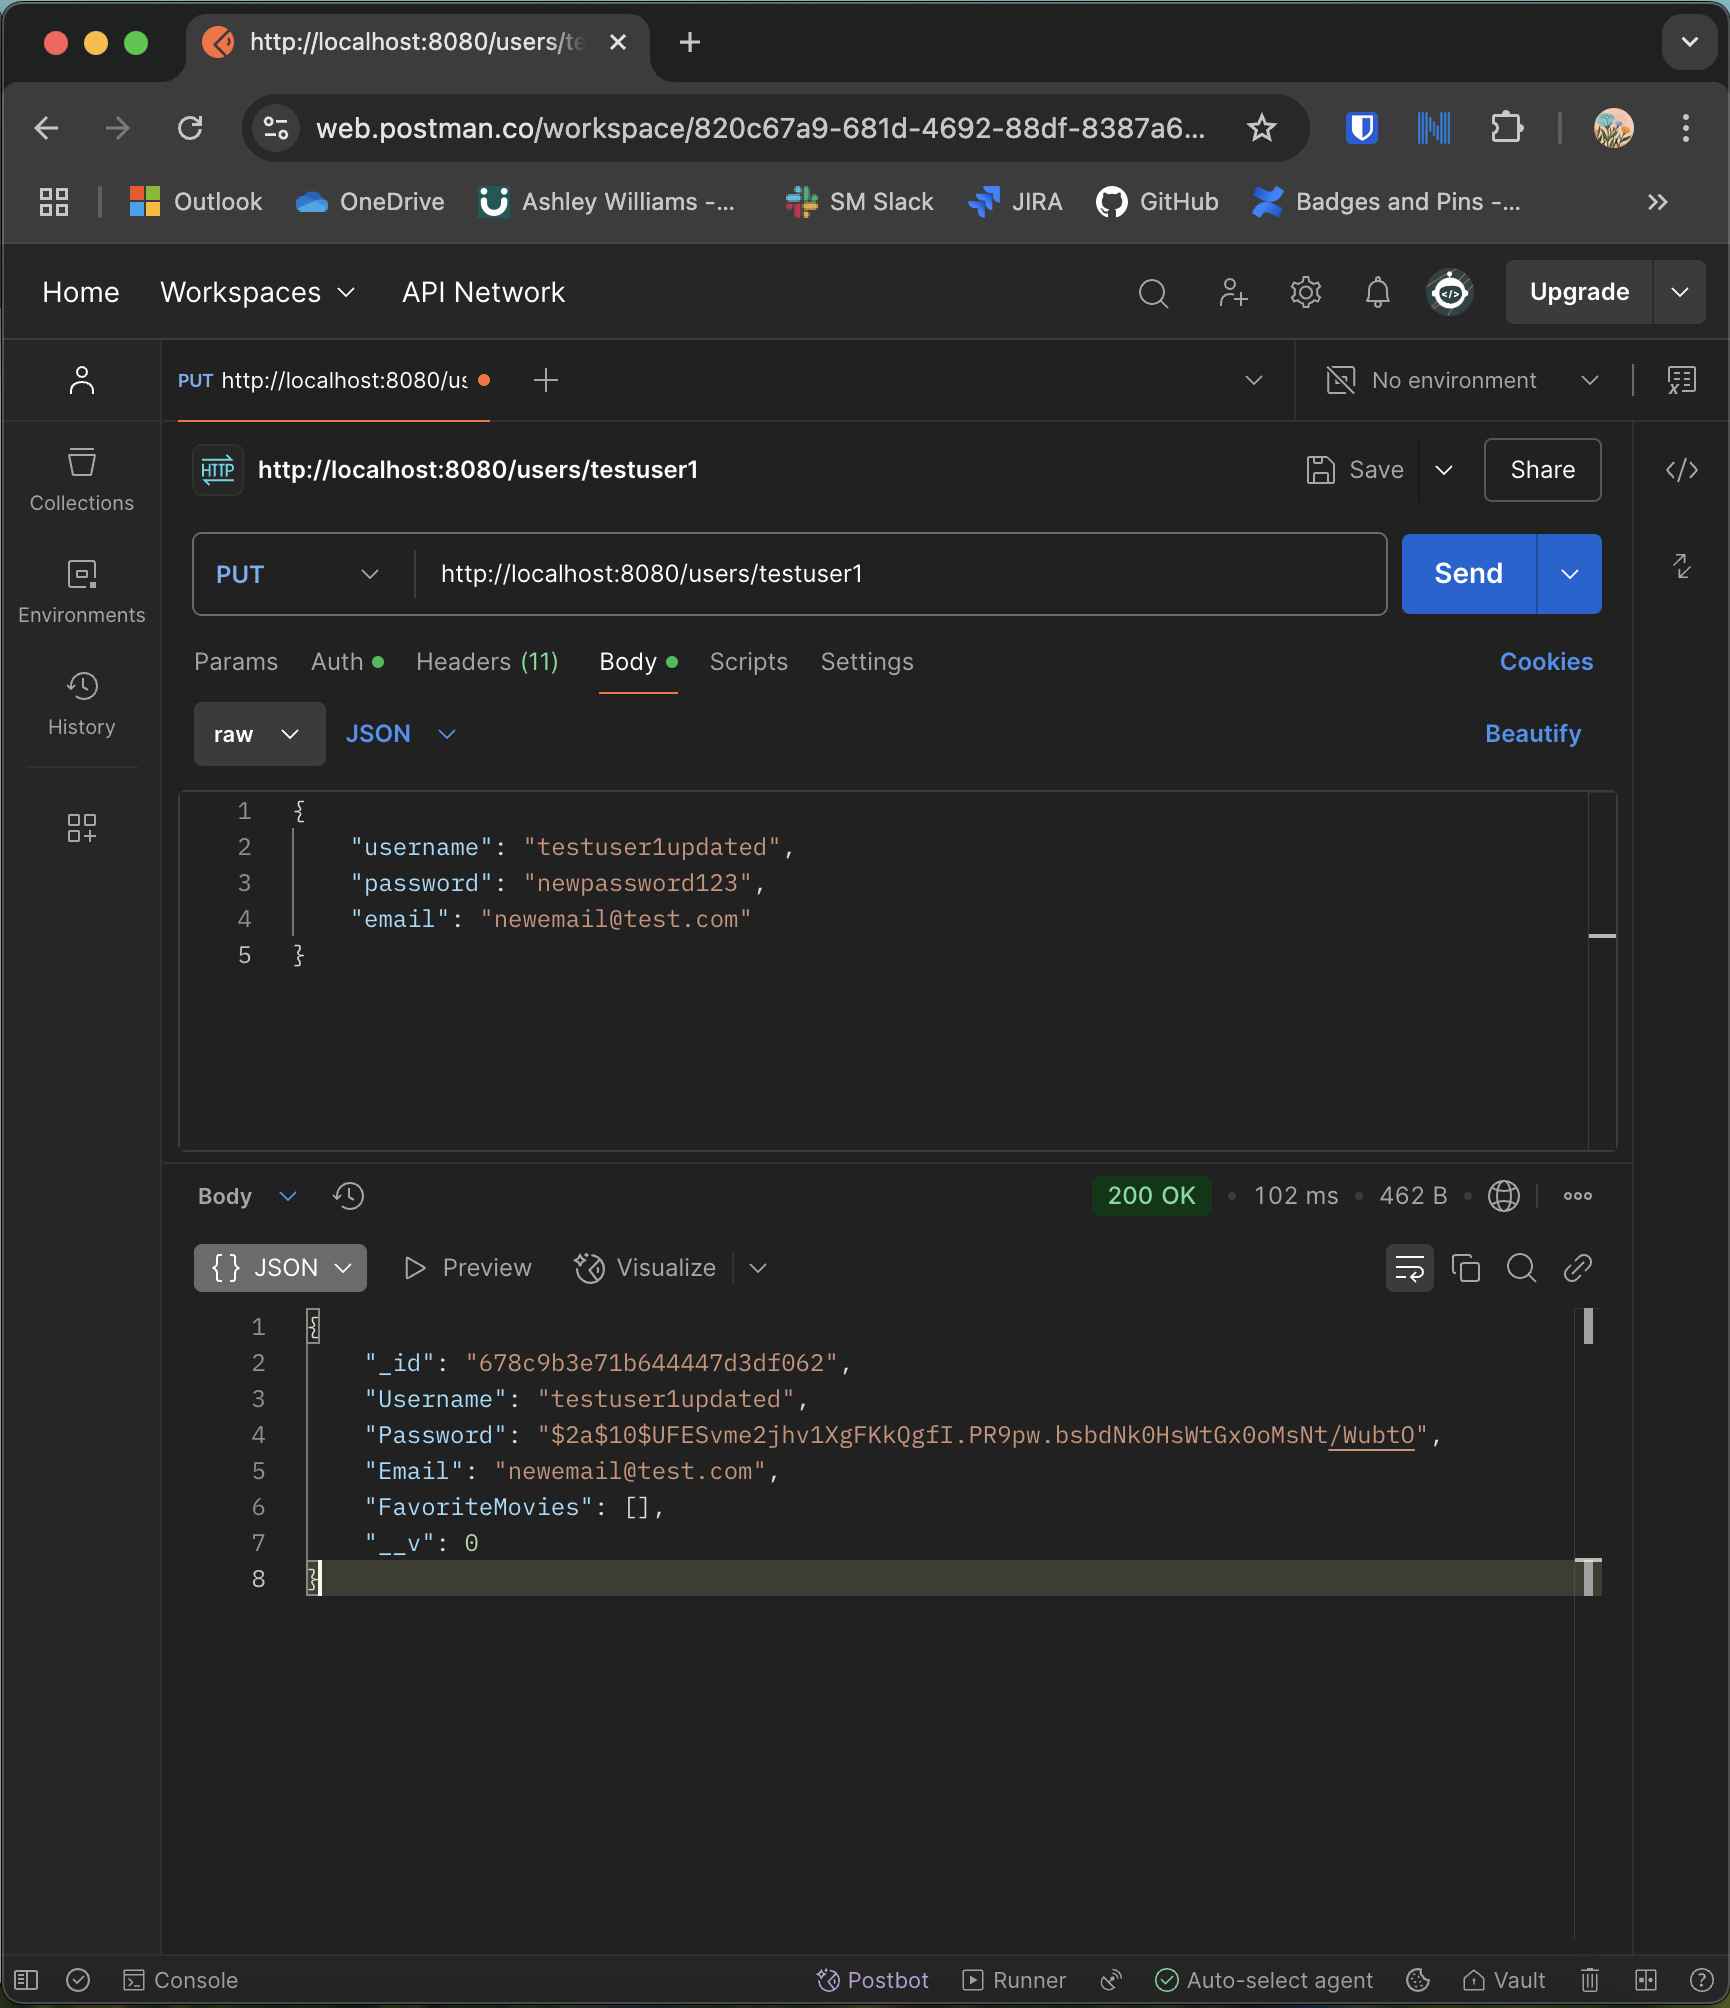 http://localhost:8080/users/te
web.postman.co/workspace/820c67a9-681d-4692-88df-8387a6...
Outlook
OneDrive
Ashley Williams -...
SM Slack
JIRA
GitHub
Badges and Pins -...
Home
Workspaces
API Network
Upgrade
PUT http://localhost:8080/us
No environment
HTTP
http://localhost:8080/users/testuser1
Save
Share
Collections
Environments
History
PUT
http://localhost:8080/users/testuser1
Send
Params
Auth
Headers (11)
Body
Scripts
Settings
Cookies
raw
JSON
Beautify
1 {
2 "username": "testuser1updated",
3 "password": "newpassword123",
4 "email": "newemail@test.com"
5 }
Body
200 OK
102 ms
462 B
{} JSON
Preview
Visualize
1 {
2 "_id": "678c9b3e71b644447d3df062",
3 "Username": "testuser1updated",
4 "Password": "$2a$10$UFESvme2jhv1XgFKkQgfI.PR9pw.bsbdNk0HsWtGx0oMsNt/WubtO",
5 "Email": "newemail@test.com",
6 "FavoriteMovies": [],
7 "__v": 0
8 }
Console
Postbot
Runner
Auto-select agent
Vault